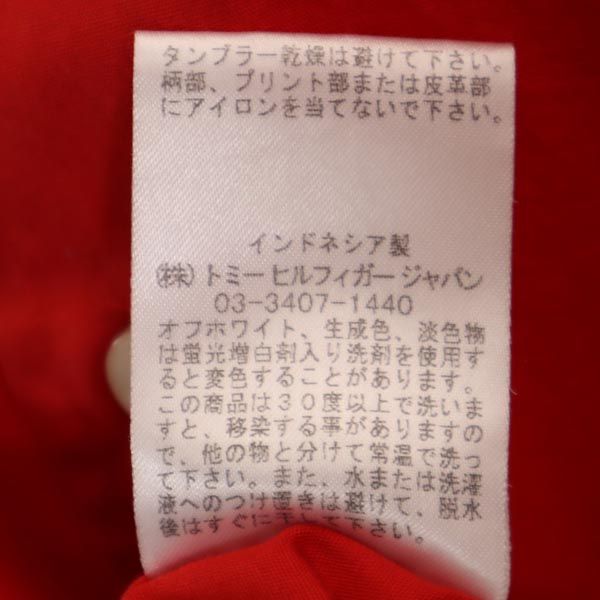 タンブラー乾燥は避けて下さい。
柄部、プリント部または皮革部
にアイロンを当てないで下さい。
インドネシア製
㈱トミーヒルフィガージャパン
03-3407-1440
オフホワイト、生成色、淡色物
は蛍光増白剤入り洗剤を使用す
ると変色することがあります。
この商品は３０度以上で洗いま
すと、移染する事がありますの
で、他の物と分けて常温で洗っ
て下さい。また、水または洗濯
液へのつけ置きは避けて、脱水
後はすぐに干して下さい。